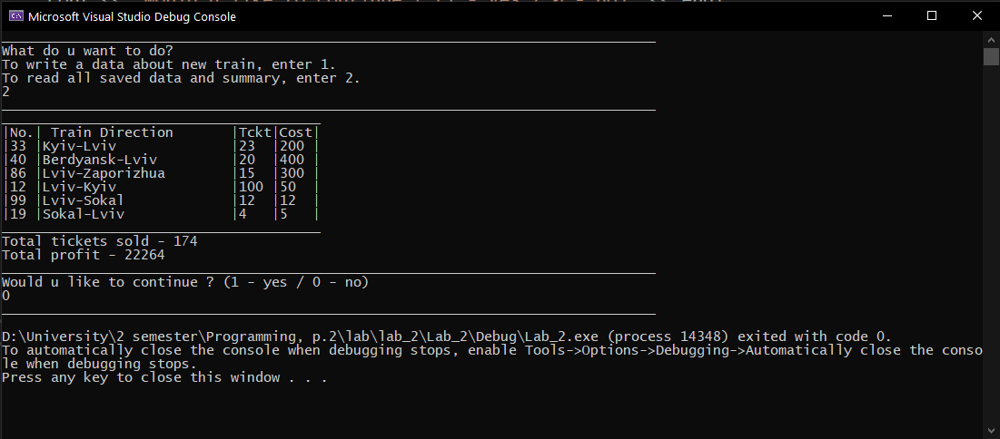 Microsoft Visual Studio Debug Console
What do u want to do?
To write a data about new train, enter 1.
To read all saved data and summary, enter 2.
2
|No.| Train Direction |Tckt|Cost|
|33 |Kyiv-Lviv |23 |200 |
|40 |Berdyansk-Lviv |20 |400 |
|86 |Lviv-Zaporizhua |15 |300 |
|12 |Lviv-Kyiv |100 |50 |
|99 |Lviv-Sokal |12 |12 |
|19 |Sokal-Lviv |4 |5 |
Total tickets sold - 174
Total profit - 22264
Would u like to continue ? (1 - yes / 0 - no)
0
D:\University\2 semester\Programming, p.2\lab\lab_2\Lab_2\Debug\Lab_2.exe (process 14348) exited with code 0.
To automatically close the console when debugging stops, enable Tools->Options->Debugging->Automatically close the conso
le when debugging stops.
Press any key to close this window . . .